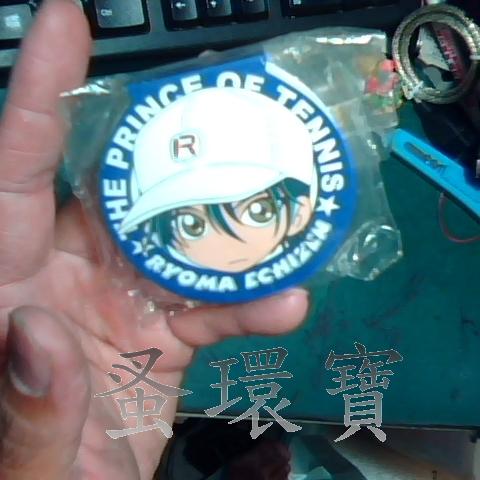 THE PRINCE OF TENNIS
R
RYOMA ECHIZEN
蚤環寶